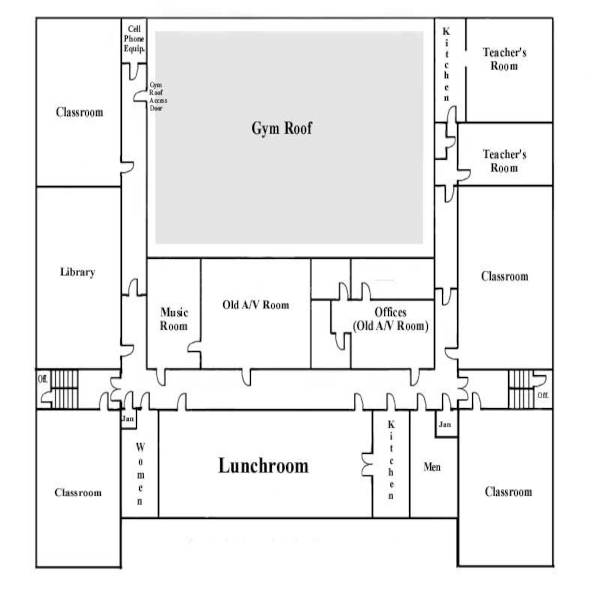 Cell
Phone
Equip.
Kitchen
Teacher's
Room
Gym
Roof
Access
Door
Classroom
Gym Roof
Teacher's
Room
Library
Classroom
Music
Room
Old A/V Room
Offices
(Old A/V Room)
Off.
Off.
Jan
Jan
Women
Kitchen
Lunchroom
Men
Classroom
Classroom